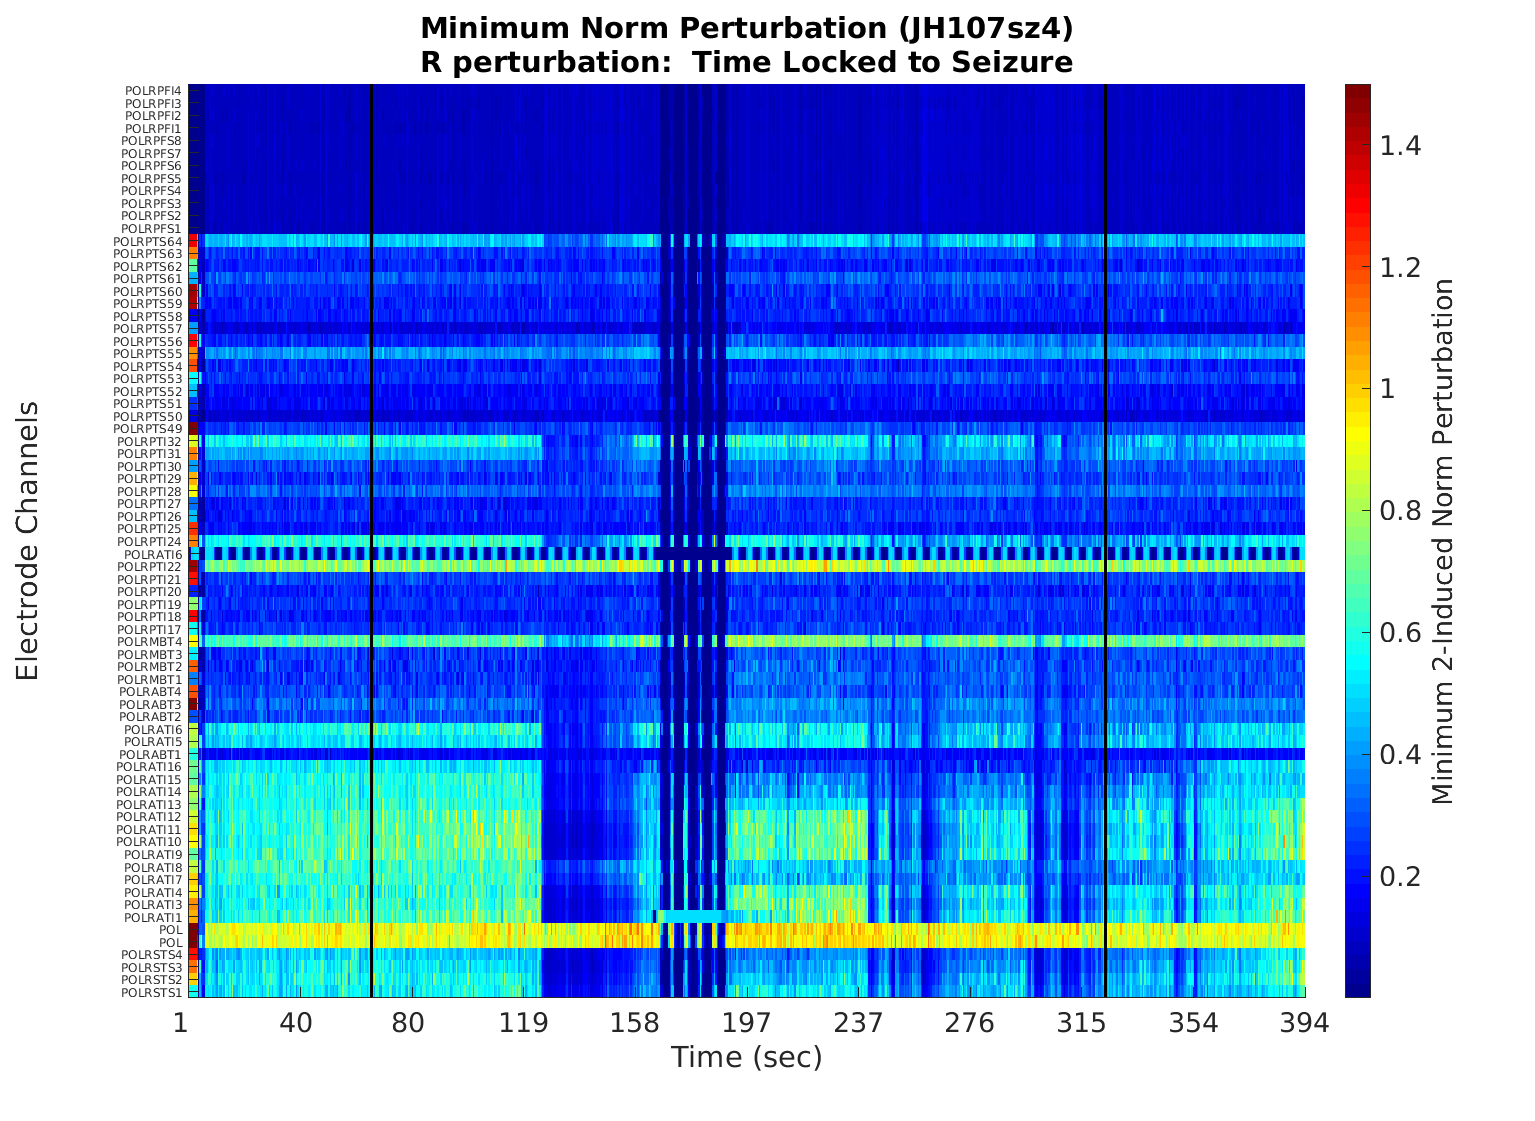 Minimum Norm Perturbation (JH107sz4)
R perturbation:  Time Locked to Seizure
Electrode Channels
POLRPFI4
POLRPFI3
POLRPFI2
POLRPFI1
POLRPFS8
POLRPFS7
POLRPFS6
POLRPFS5
POLRPFS4
POLRPFS3
POLRPFS2
POLRPFS1
POLRPTS64
POLRPTS63
POLRPTS62
POLRPTS61
POLRPTS60
POLRPTS59
POLRPTS58
POLRPTS57
POLRPTS56
POLRPTS55
POLRPTS54
POLRPTS53
POLRPTS52
POLRPTS51
POLRPTS50
POLRPTS49
POLRPTI32
POLRPTI31
POLRPTI30
POLRPTI29
POLRPTI28
POLRPTI27
POLRPTI26
POLRPTI25
POLRPTI24
POLRATI6
POLRPTI22
POLRPTI21
POLRPTI20
POLRPTI19
POLRPTI18
POLRPTI17
POLRMBT4
POLRMBT3
POLRMBT2
POLRMBT1
POLRABT4
POLRABT3
POLRABT2
POLRATI6
POLRATI5
POLRABT1
POLRATI16
POLRATI15
POLRATI14
POLRATI13
POLRATI12
POLRATI11
POLRATI10
POLRATI9
POLRATI8
POLRATI7
POLRATI4
POLRATI3
POLRATI1
POL
POL
POLRSTS4
POLRSTS3
POLRSTS2
POLRSTS1
1 40 80 119 158 197 237 276 315 354 394
Time (sec)
1.4
1.2
1
0.8
0.6
0.4
0.2
Minimum 2-Induced Norm Perturbation